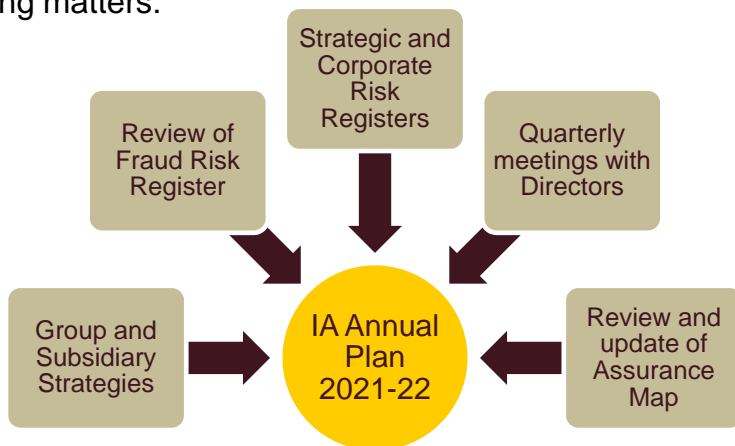 ng matters.
Strategic and
Corporate
Risk
Registers
Review of
Fraud Risk
Register
Quarterly
meetings with
Directors
Group and
Subsidiary
Strategies
IA Annual
Plan
2021-22
Review and
update of
Assurance
Map